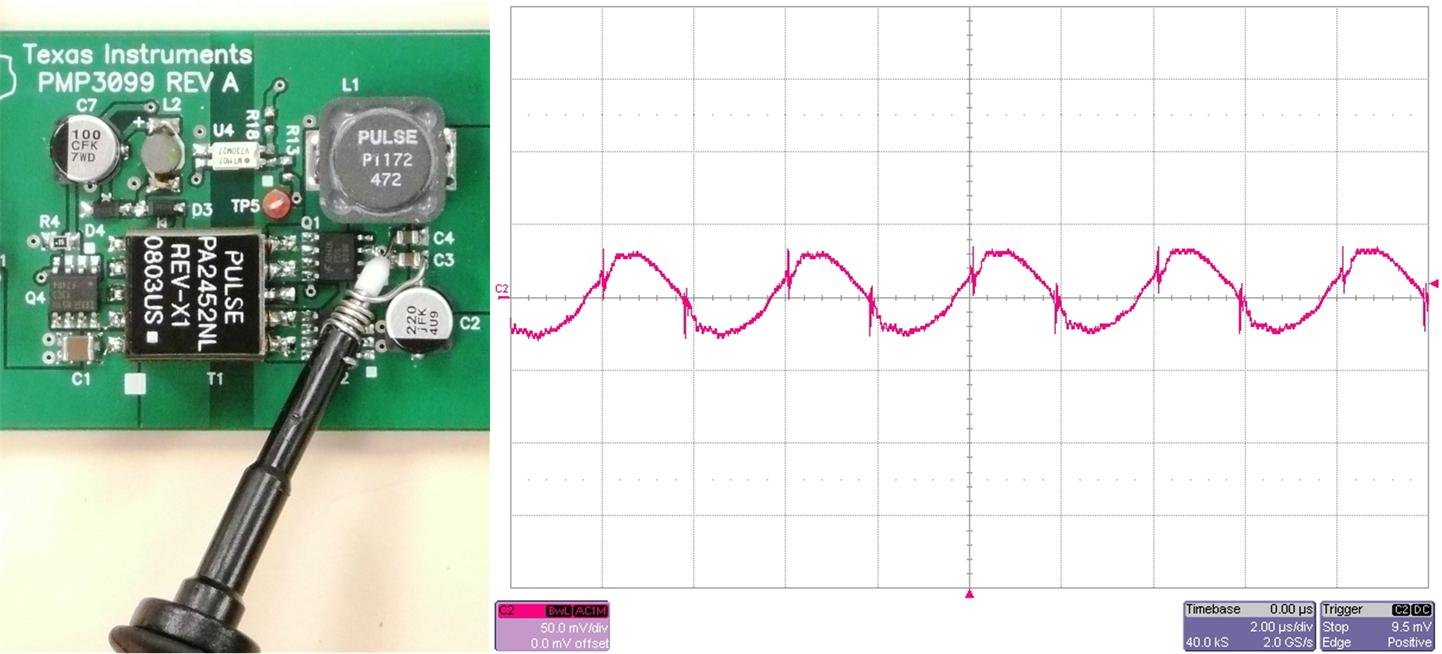 Texas Instruments
PMP3099 REV A
C7
L2
L1
100
CFK
7WD
+
U4
R18
R13
PULSE
P1172
472
TP5
D3
R4
D4
Q1
C4
C3
Q4
PULSE
PA2452NL
REV-X1
0803US
220
JFK
4U9
C2
C1
T1
2
C2
C2 BwL AC1M
50.0 mV/div
0.0 mV offset
Timebase 0.00 µs
2.00 µs/div
40.0 kS 2.0 GS/s
Trigger C2 DC
Stop 9.5 mV
Edge Positive